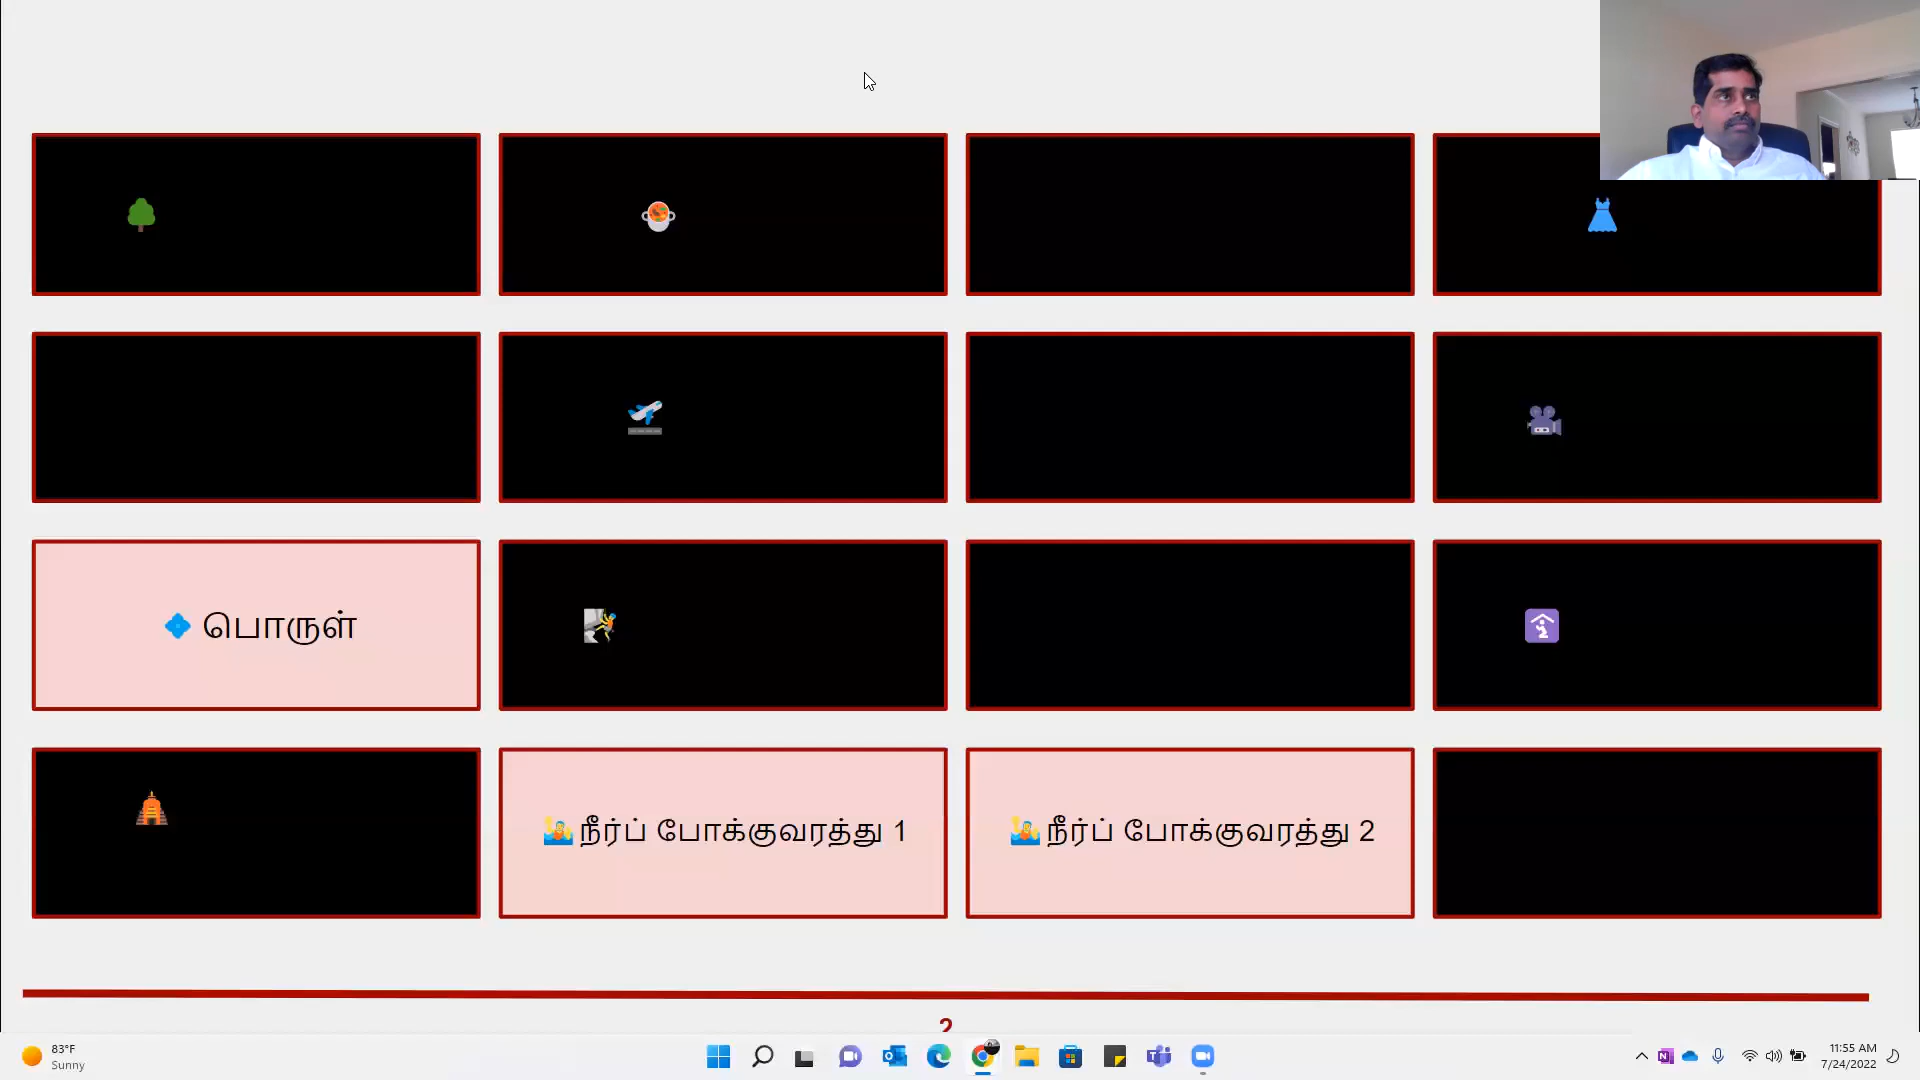 பொருள்
நீர்ப் போக்குவரத்து 1
நீர்ப் போக்குவரத்து 2
2
83°F
Sunny
11:55 AM
7/24/2022